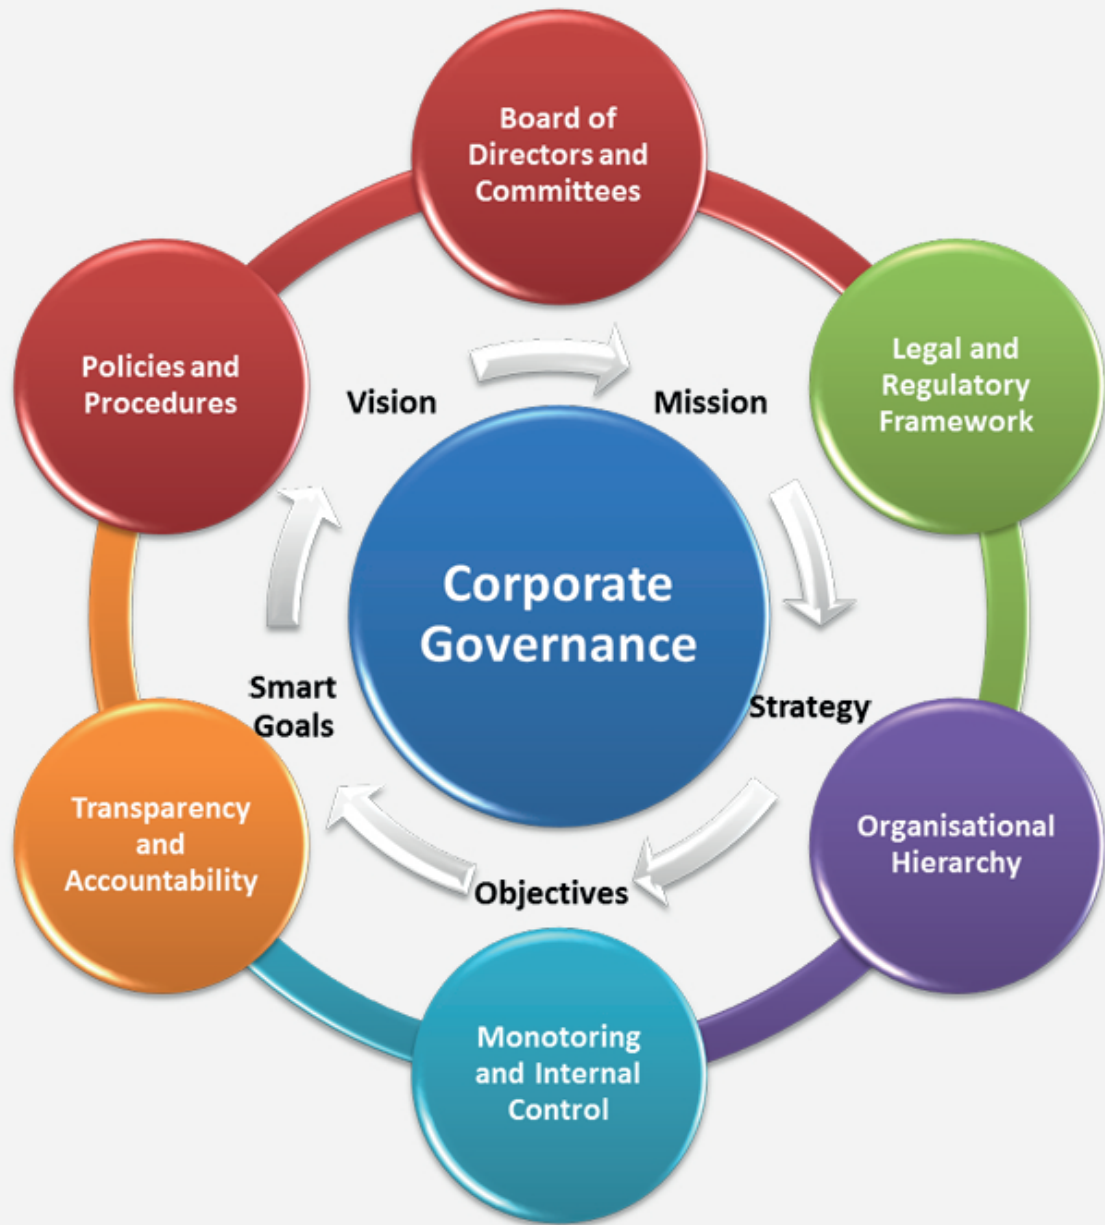 Board of
Directors and
Committees
Legal and
Regulatory
Framework
Organisational
Hierarchy
Monotoring
and Internal
Control
Transparency
and
Accountability
Policies and
Procedures
Vision
Mission
Strategy
Objectives
Smart
Goals
Corporate
Governance